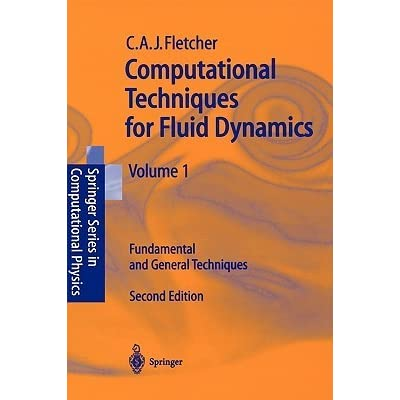 C.A.J.Fletcher
Computational
Techniques
for Fluid Dynamics
Volume 1
Springer Series in
Computational Physics
Fundamental
and General Techniques
Second Edition
Springer